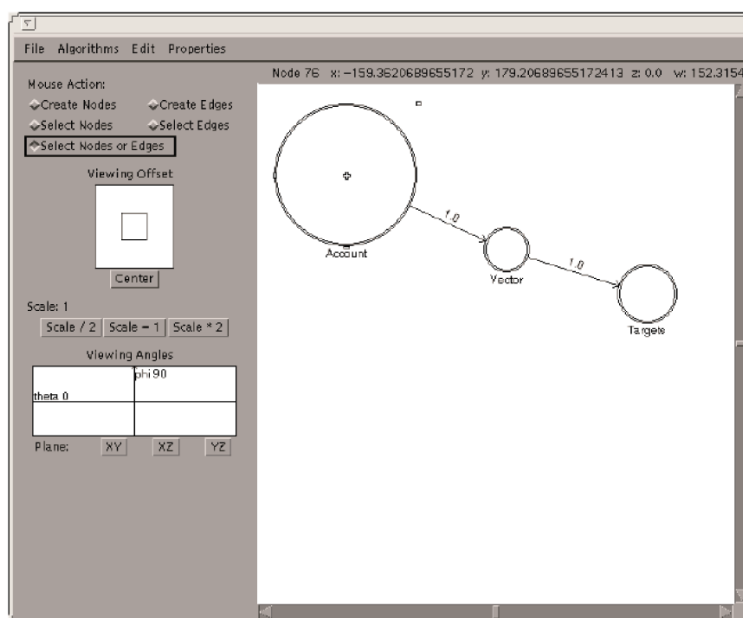 File Algorithms Edit Properties
Node 76 x: -159.3620689655172 y: 179.20689655172413 z: 0.0 w: 152.3154
Mouse Action:
Create Nodes Create Edges
Select Nodes Select Edges
Select Nodes or Edges
Viewing Offset
Center
Scale: 1
Scale / 2 Scale = 1 Scale * 2
Viewing Angles
phi 90
theta 0
Plane: XY XZ YZ
Account
1.0
Vector
1.0
Targets